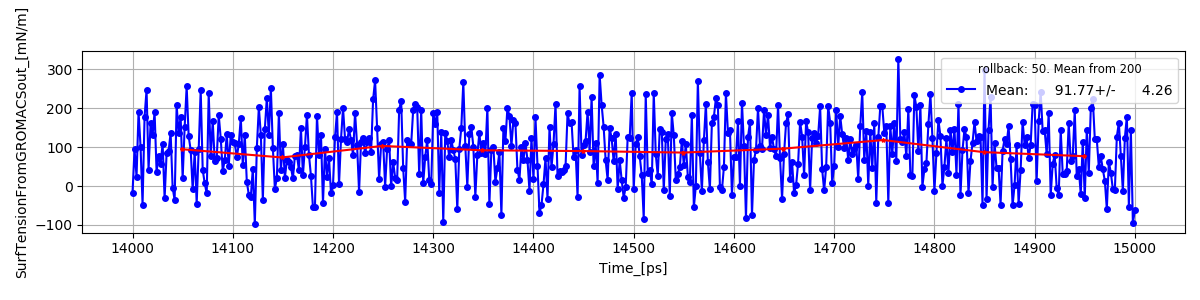 SurfTensionFromGROMACSout_[mN/m]
300
200
100
0
−100
rollback: 50. Mean from 200
Mean: 91.77+/- 4.26
14000 14100 14200 14300 14400 14500 14600 14700 14800 14900 15000
Time_[ps]